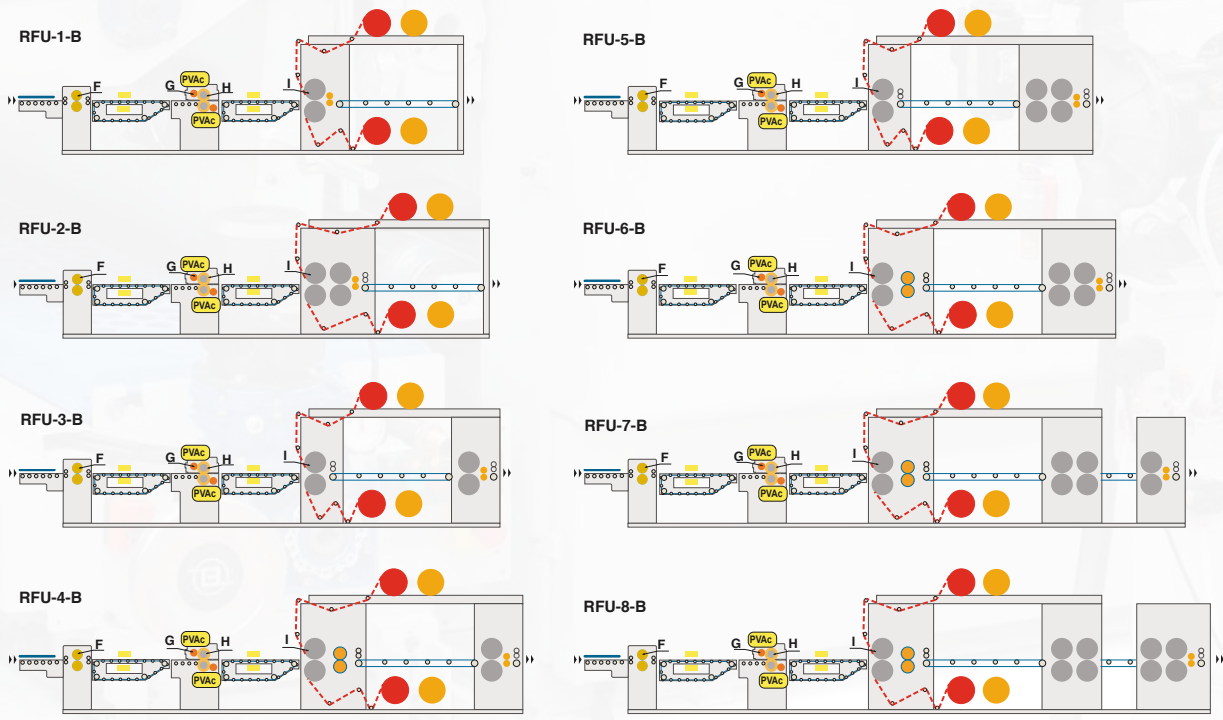 RFU-1-B
F
G
PVAc
H
PVAc
I
RFU-2-B
F
G
PVAc
H
PVAc
I
RFU-3-B
F
G
PVAc
H
PVAc
I
RFU-4-B
F
G
PVAc
H
PVAc
I
RFU-5-B
F
G
PVAc
H
PVAc
I
RFU-6-B
F
G
PVAc
H
PVAc
I
RFU-7-B
F
G
PVAc
H
PVAc
I
RFU-8-B
F
G
PVAc
H
PVAc
I